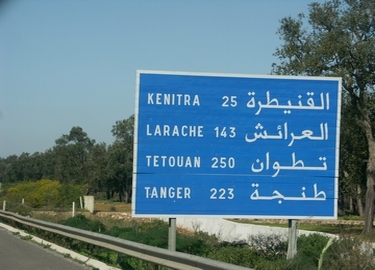 KENITRA 25 القنيطرة
LARACHE 143 العرائش
TETOUAN 250 تطوان
TANGER 223 طنجة